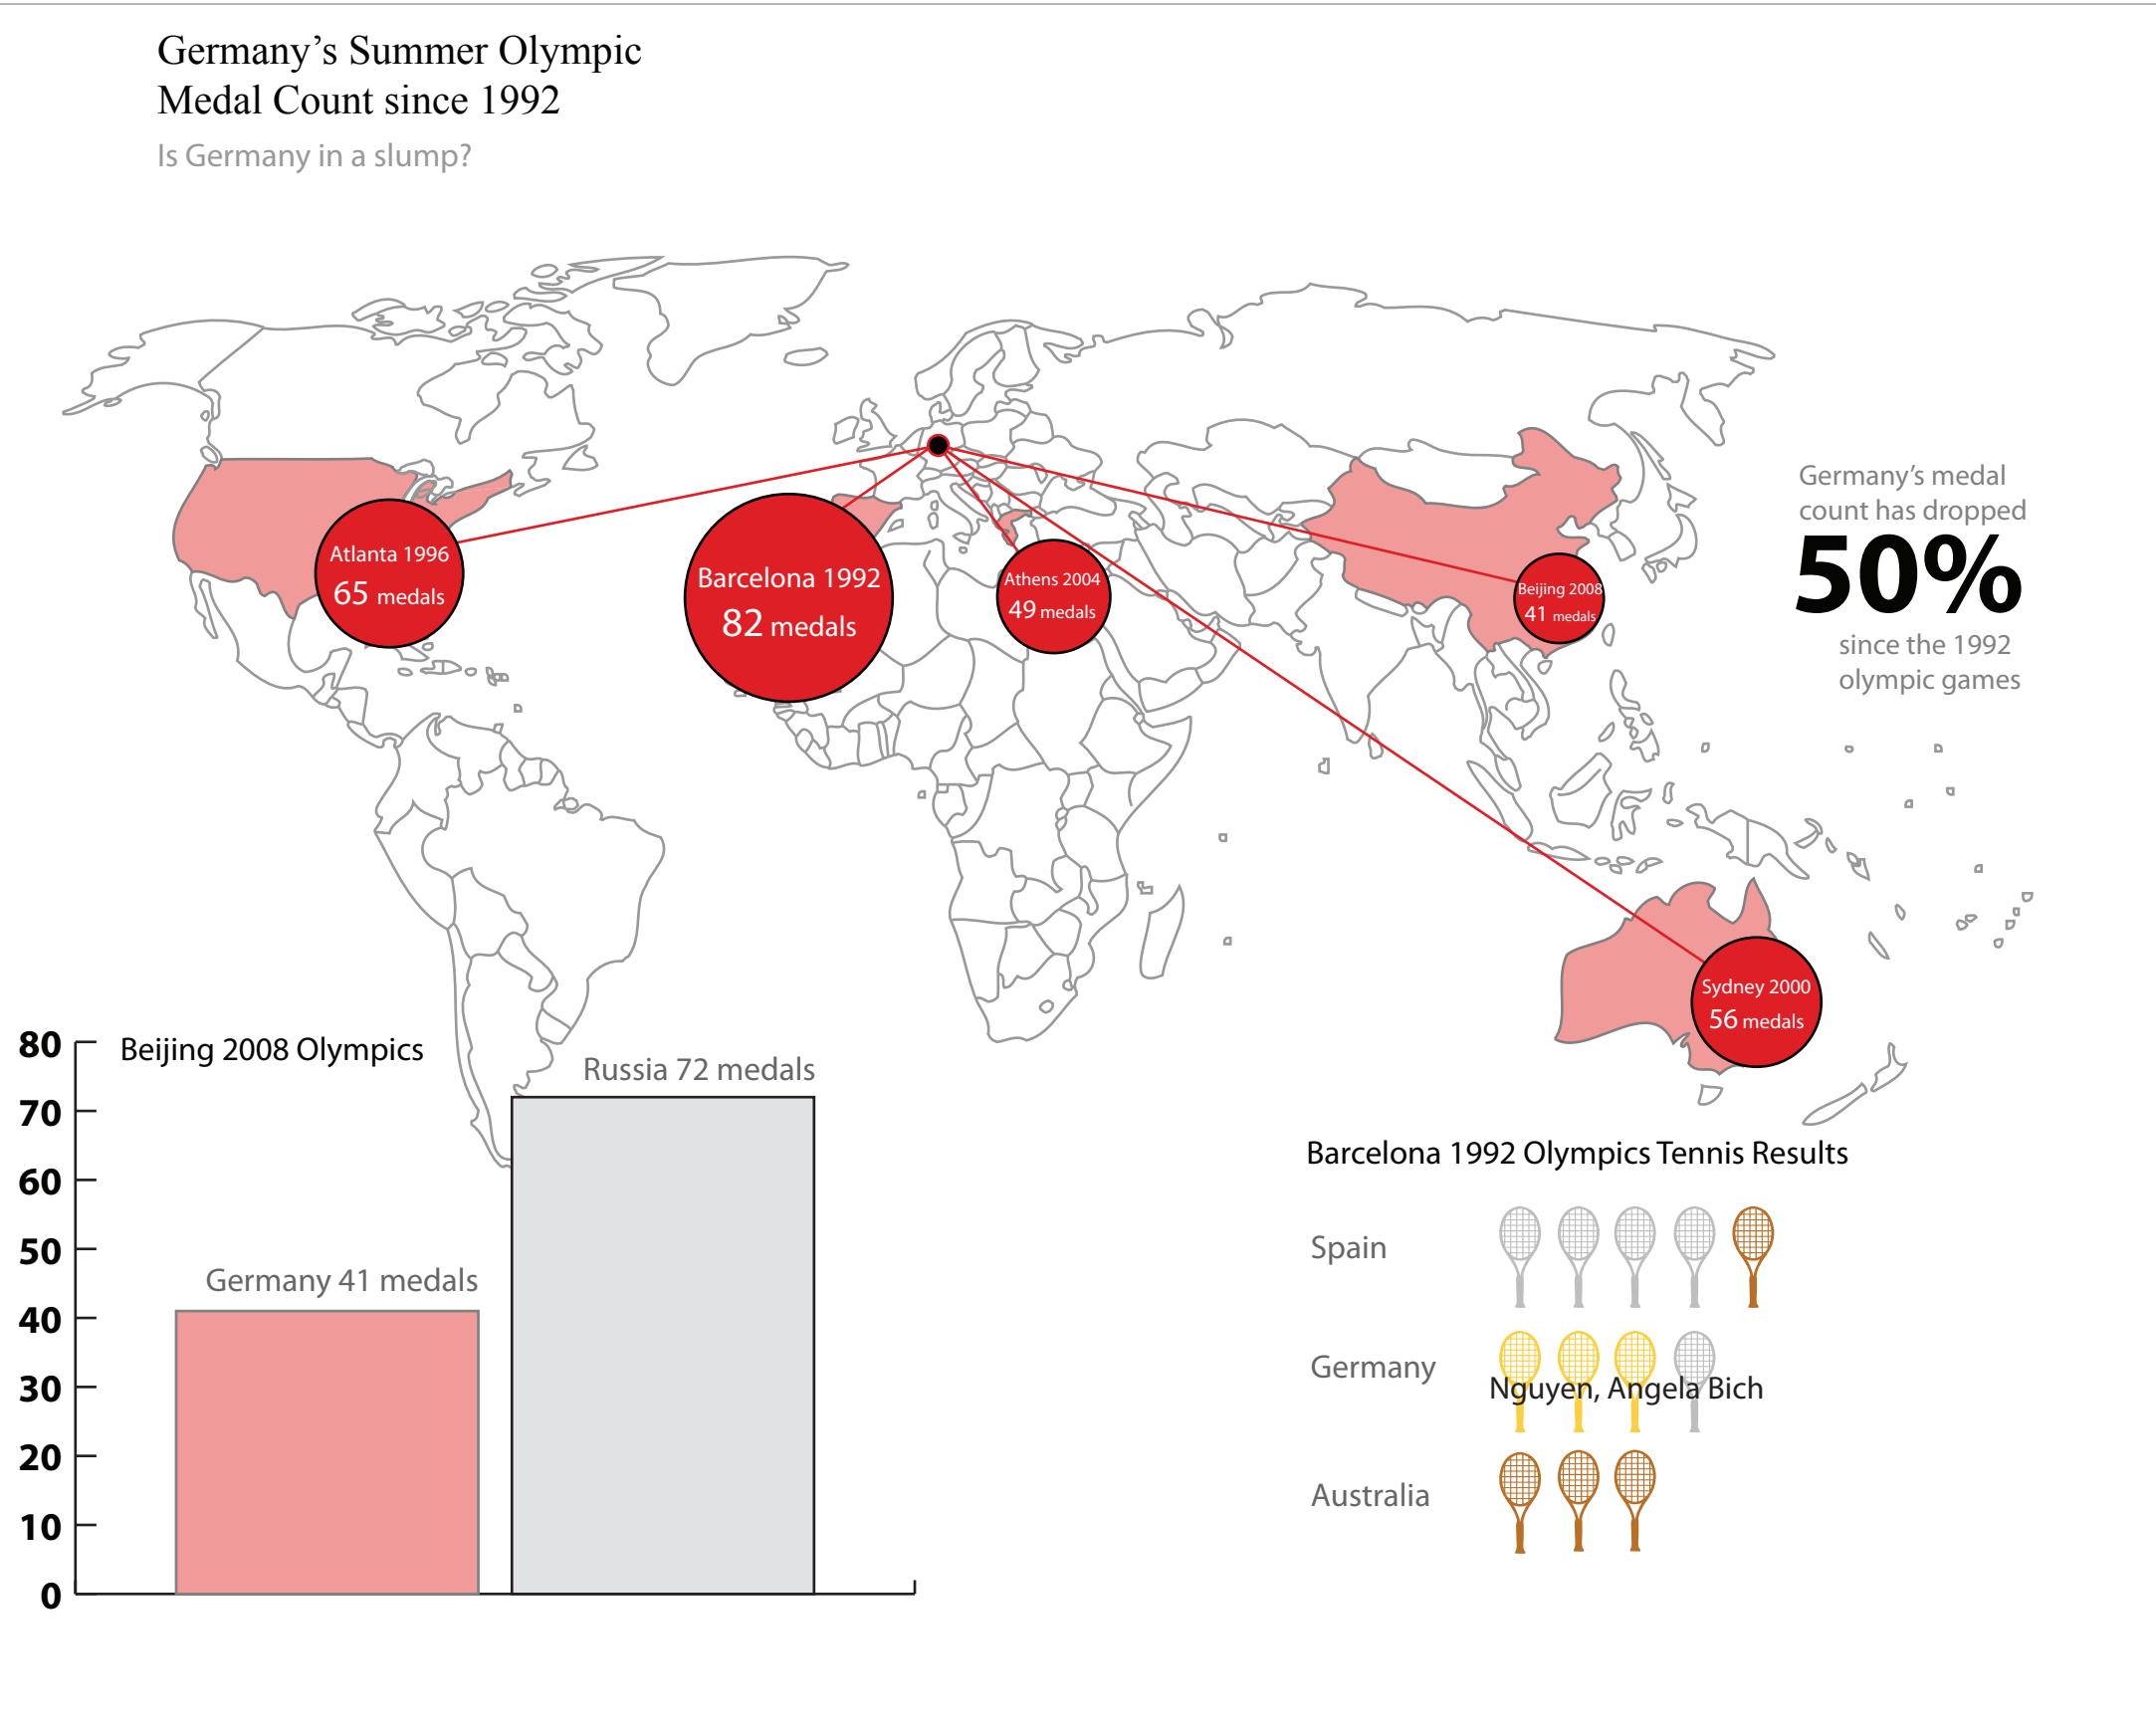 Germany’s Summer Olympic
Medal Count since 1992
Is Germany in a slump?
Germany’s medal
count has dropped
50%
since the 1992
olympic games
Atlanta 1996
65 medals
Barcelona 1992
82 medals
Athens 2004
49 medals
Beijing 2008
41 medals
Sydney 2000
56 medals
Beijing 2008 Olympics
80
70
60
50
40
30
20
10
0
Russia 72 medals
Germany 41 medals
Barcelona 1992 Olympics Tennis Results
Spain
Germany
Nguyen, Angela Bich
Australia